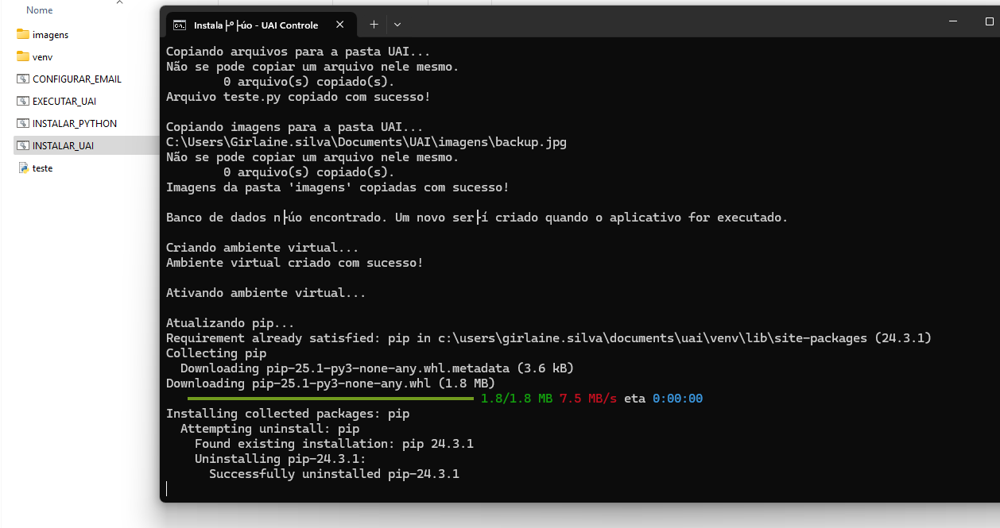 Nome
imagens
venv
CONFIGURAR_EMAIL
EXECUTAR_UAI
INSTALAR_PYTHON
INSTALAR_UAI
teste
Instala├º├úo - UAI Controle
Copiando arquivos para a pasta UAI...
Não se pode copiar um arquivo nele mesmo.
0 arquivo(s) copiado(s).
Arquivo teste.py copiado com sucesso!
Copiando imagens para a pasta UAI...
C:\Users\Girlaine.silva\Documents\UAI\imagens\backup.jpg
Não se pode copiar um arquivo nele mesmo.
0 arquivo(s) copiado(s).
Imagens da pasta 'imagens' copiadas com sucesso!
Banco de dados n├úo encontrado. Um novo ser├í criado quando o aplicativo for executado.
Criando ambiente virtual...
Ambiente virtual criado com sucesso!
Ativando ambiente virtual...
Atualizando pip...
Requirement already satisfied: pip in c:\users\girlaine.silva\documents\uai\venv\lib\site-packages (24.3.1)
Collecting pip
Downloading pip-25.1-py3-none-any.whl.metadata (3.6 kB)
Downloading pip-25.1-py3-none-any.whl (1.8 MB)
1.8/1.8 MB 7.5 MB/s eta 0:00:00
Installing collected packages: pip
Attempting uninstall: pip
Found existing installation: pip 24.3.1
Uninstalling pip-24.3.1:
Successfully uninstalled pip-24.3.1